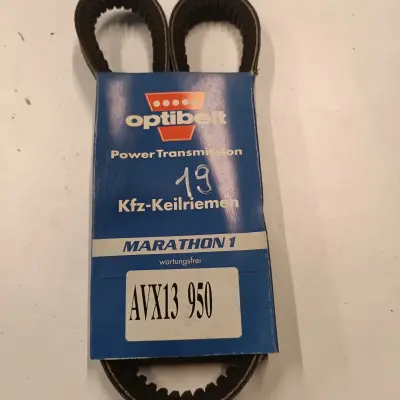 optibelt
Power Transmission
19
Kfz-Keilriemen
MARATHON 1
wartungsfrei
AVX13 950